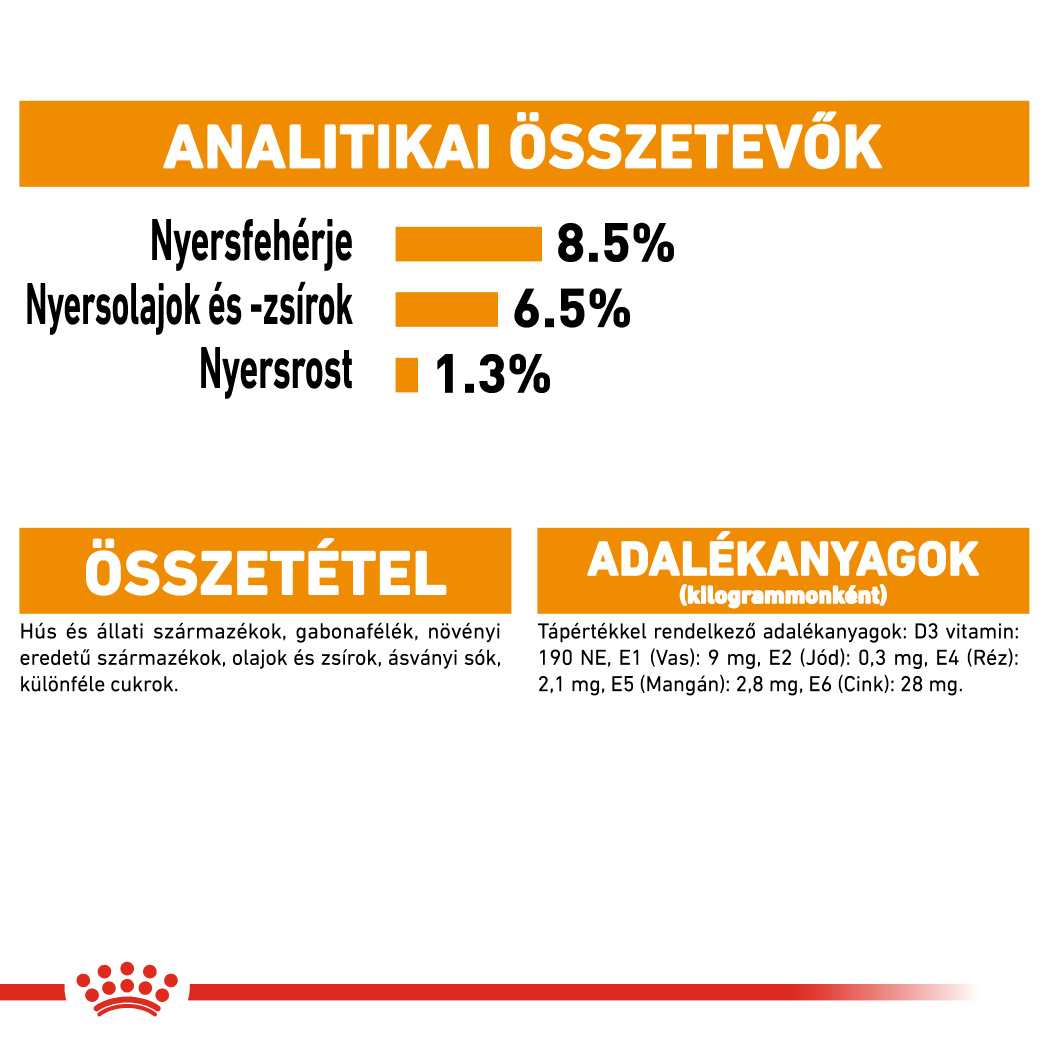 ANALITIKAI ÖSSZETEVŐK
Nyersfehérje 8.5%
Nyersolajok és -zsírok 6.5%
Nyersrost 1.3%
ÖSSZETÉTEL
Hús és állati származékok, gabonafélék, növényi
eredetű származékok, olajok és zsírok, ásványi sók,
különféle cukrok.
ADALÉKANYAGOK
(kilogrammonként)
Tápértékkel rendelkező adalékanyagok: D3 vitamin:
190 NE, E1 (Vas): 9 mg, E2 (Jód): 0,3 mg, E4 (Réz):
2,1 mg, E5 (Mangán): 2,8 mg, E6 (Cink): 28 mg.